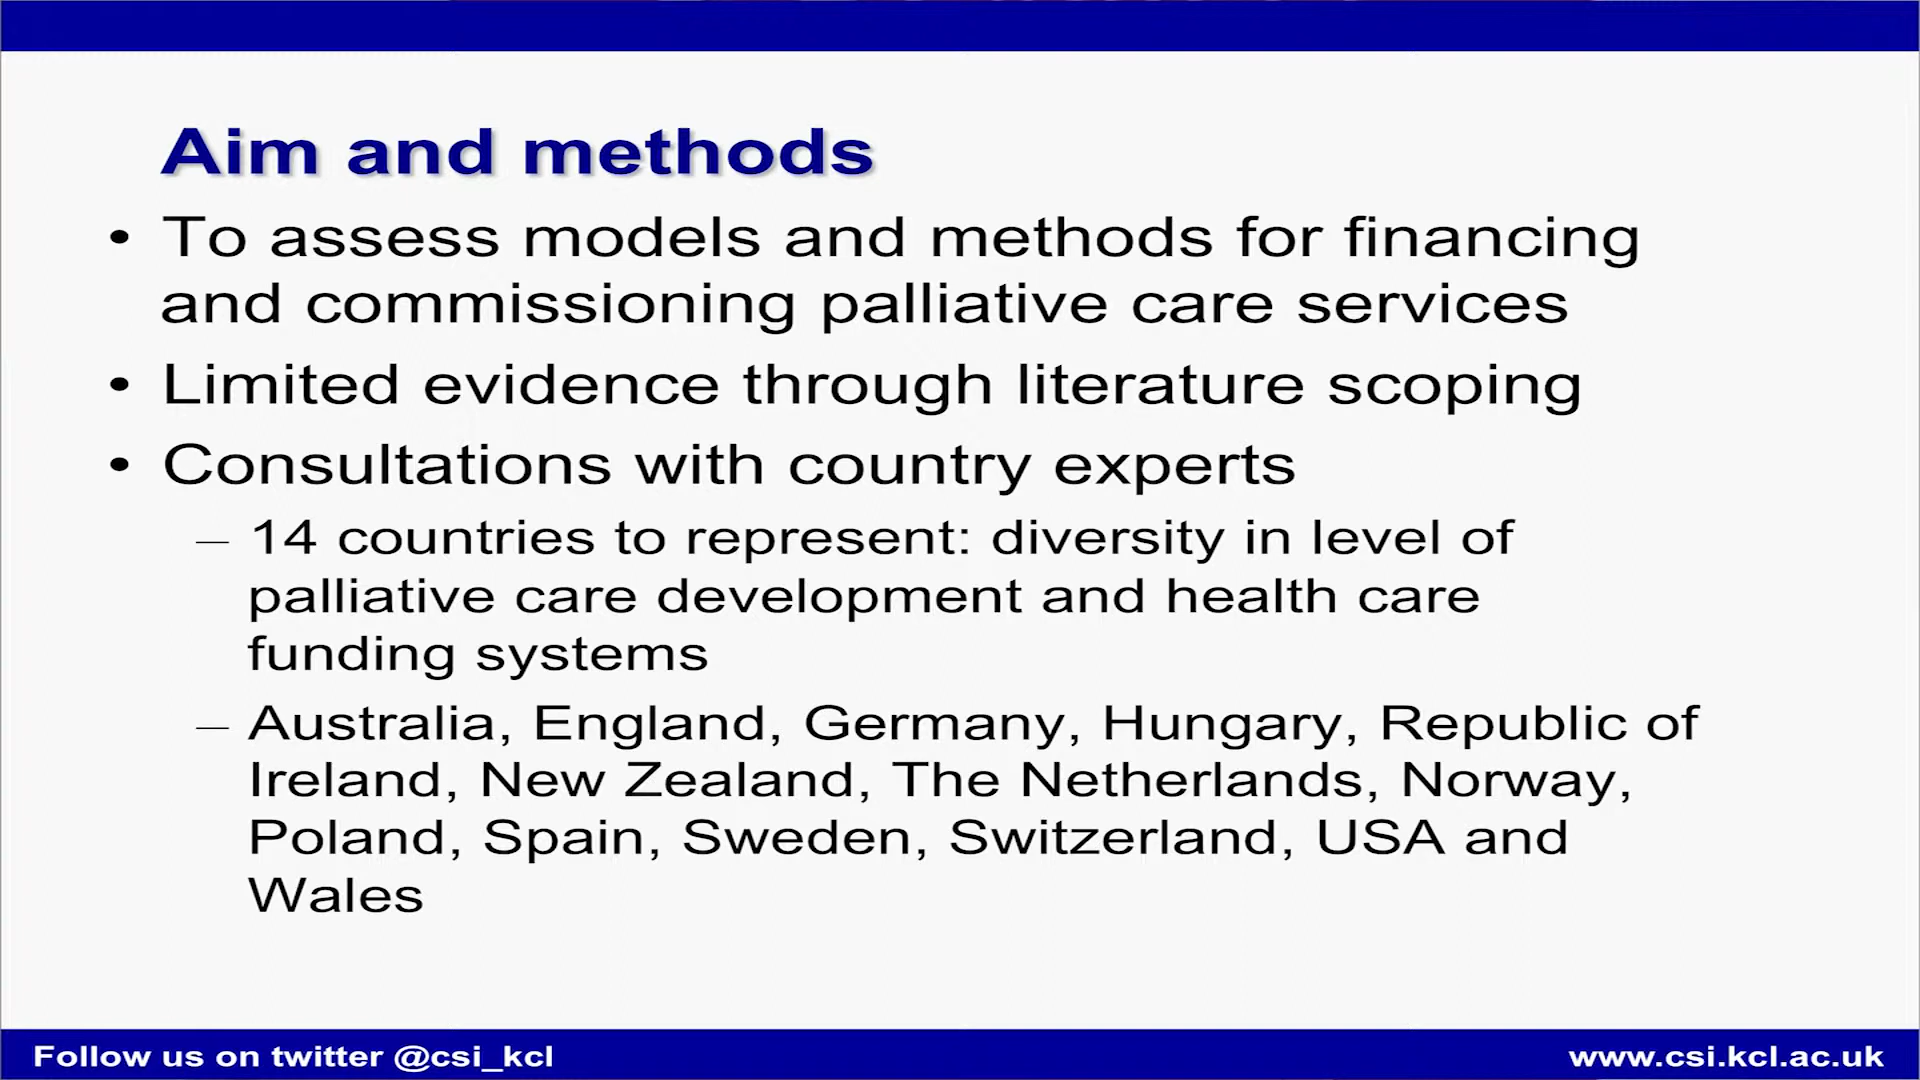 Aim and methods
• To assess models and methods for financing
and commissioning palliative care services
• Limited evidence through literature scoping
• Consultations with country experts
– 14 countries to represent: diversity in level of
palliative care development and health care
funding systems
– Australia, England, Germany, Hungary, Republic of
Ireland, New Zealand, The Netherlands, Norway,
Poland, Spain, Sweden, Switzerland, USA and
Wales
Follow us on twitter @csi_kcl
www.csi.kcl.ac.uk